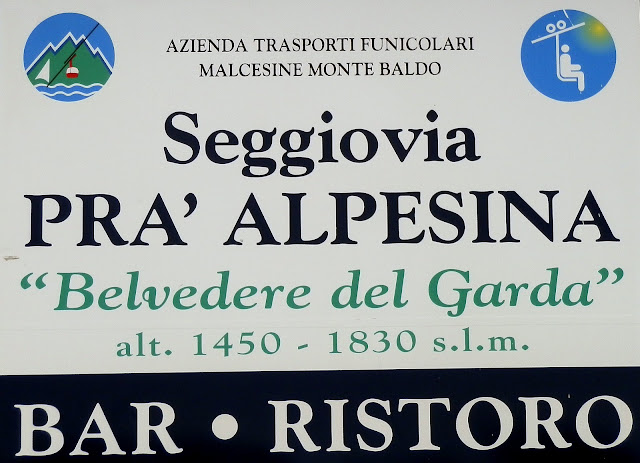 AZIENDA TRASPORTI FUNICOLARI
MALCESINE MONTE BALDO
Seggiovia
PRA' ALPESINA
"Belvedere del Garda"
alt. 1450 - 1830 s.l.m.
BAR • RISTORO